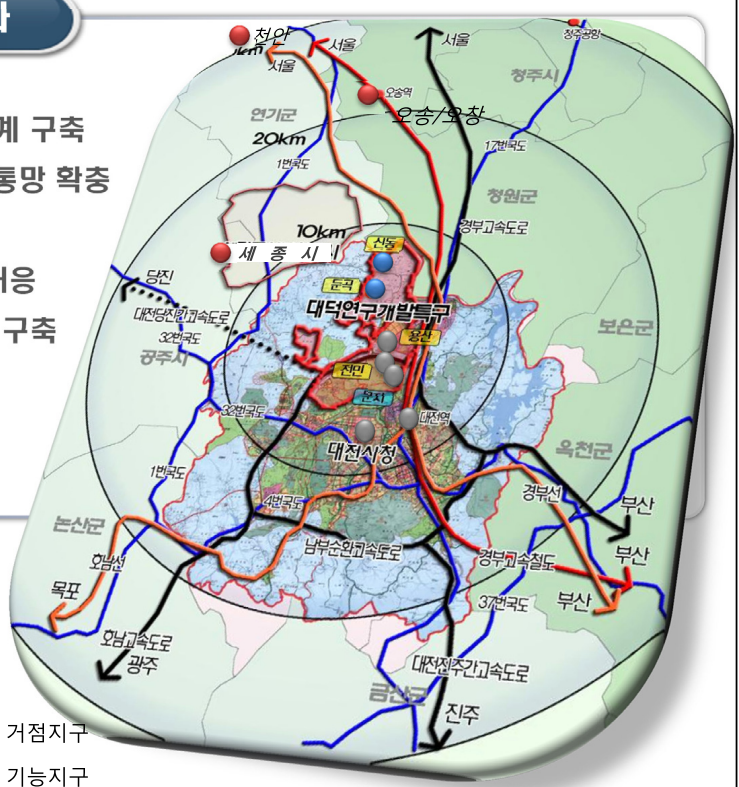 화
천안
km
서울
서울
서울
청주공항
청주시
오송역
오송/오창
연기군
계 구축
20km
1번국도
17번국도
통망 확충
청원군
10km
경부고속도로
신동
세 종 시
대응
당진
둔곡
대덕연구개발특구
대전당진간고속도로
용산
구축
32번국도
보은군
공주시
전민
문지
32번국도
대전역
대전시청
옥천군
1번국도
경부선
4번국도
부산
논산군
남부순환고속도로
호남선
경부고속철도
부산
목포
37번국도
부산
호남고속도로
광주
대전진주간고속도로
금산군
진주
거점지구
기능지구